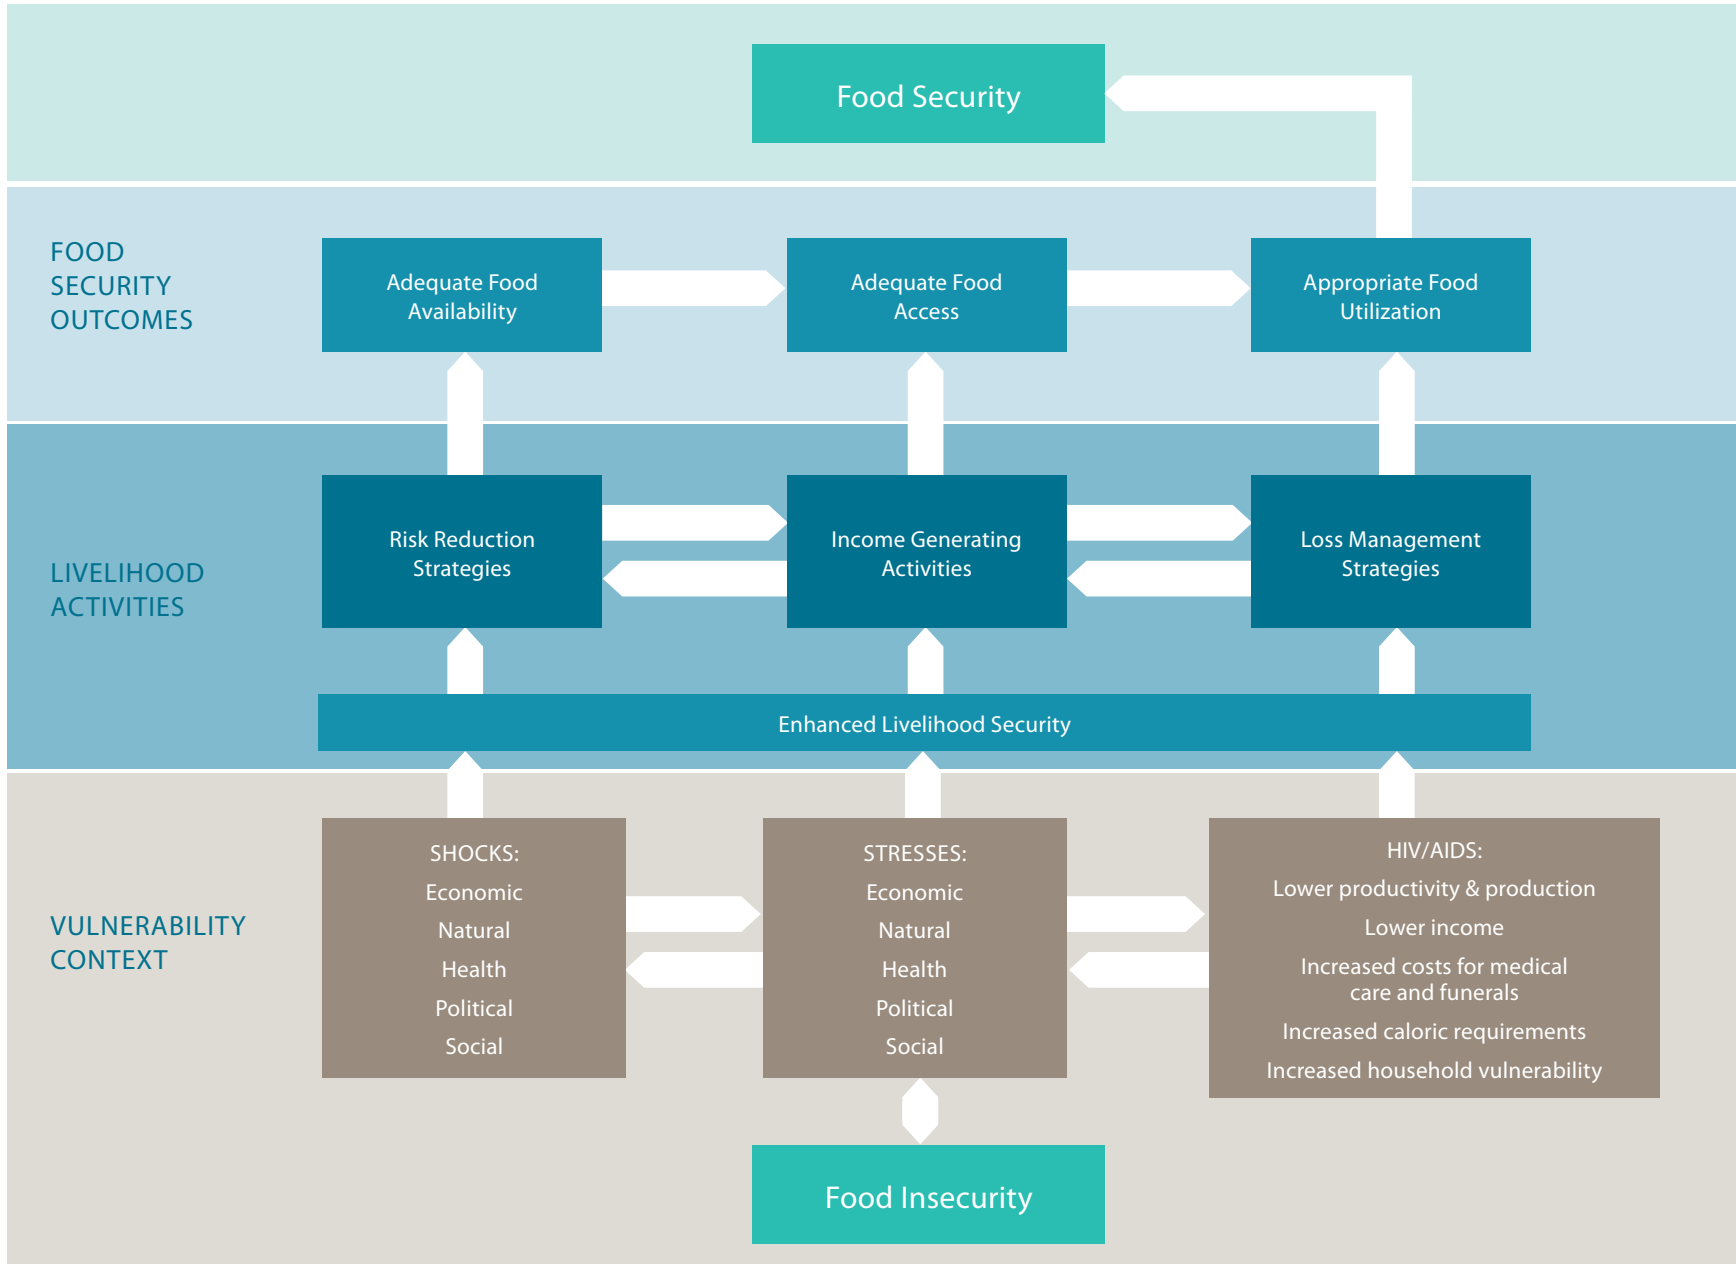 Food Security
FOOD
SECURITY
OUTCOMES
Adequate Food
Availability
Adequate Food
Access
Appropriate Food
Utilization
LIVELIHOOD
ACTIVITIES
Risk Reduction
Strategies
Income Generating
Activities
Loss Management
Strategies
Enhanced Livelihood Security
VULNERABILITY
CONTEXT
SHOCKS:
Economic
Natural
Health
Political
Social
STRESSES:
Economic
Natural
Health
Political
Social
HIV/AIDS:
Lower productivity & production
Lower income
Increased costs for medical
care and funerals
Increased caloric requirements
Increased household vulnerability
Food Insecurity